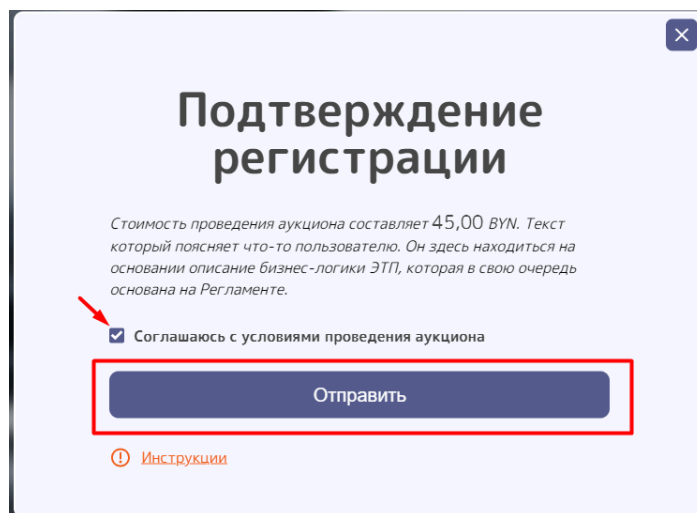 Подтверждение
регистрации
Стоимость проведения аукциона составляет 45,00 BYN. Текст
который поясняет что-то пользователю. Он здесь находиться на
основании описание бизнес-логики ЭТП, которая в свою очередь
основана на Регламенте.
Соглашаюсь с условиями проведения аукциона
Отправить
Инструкции